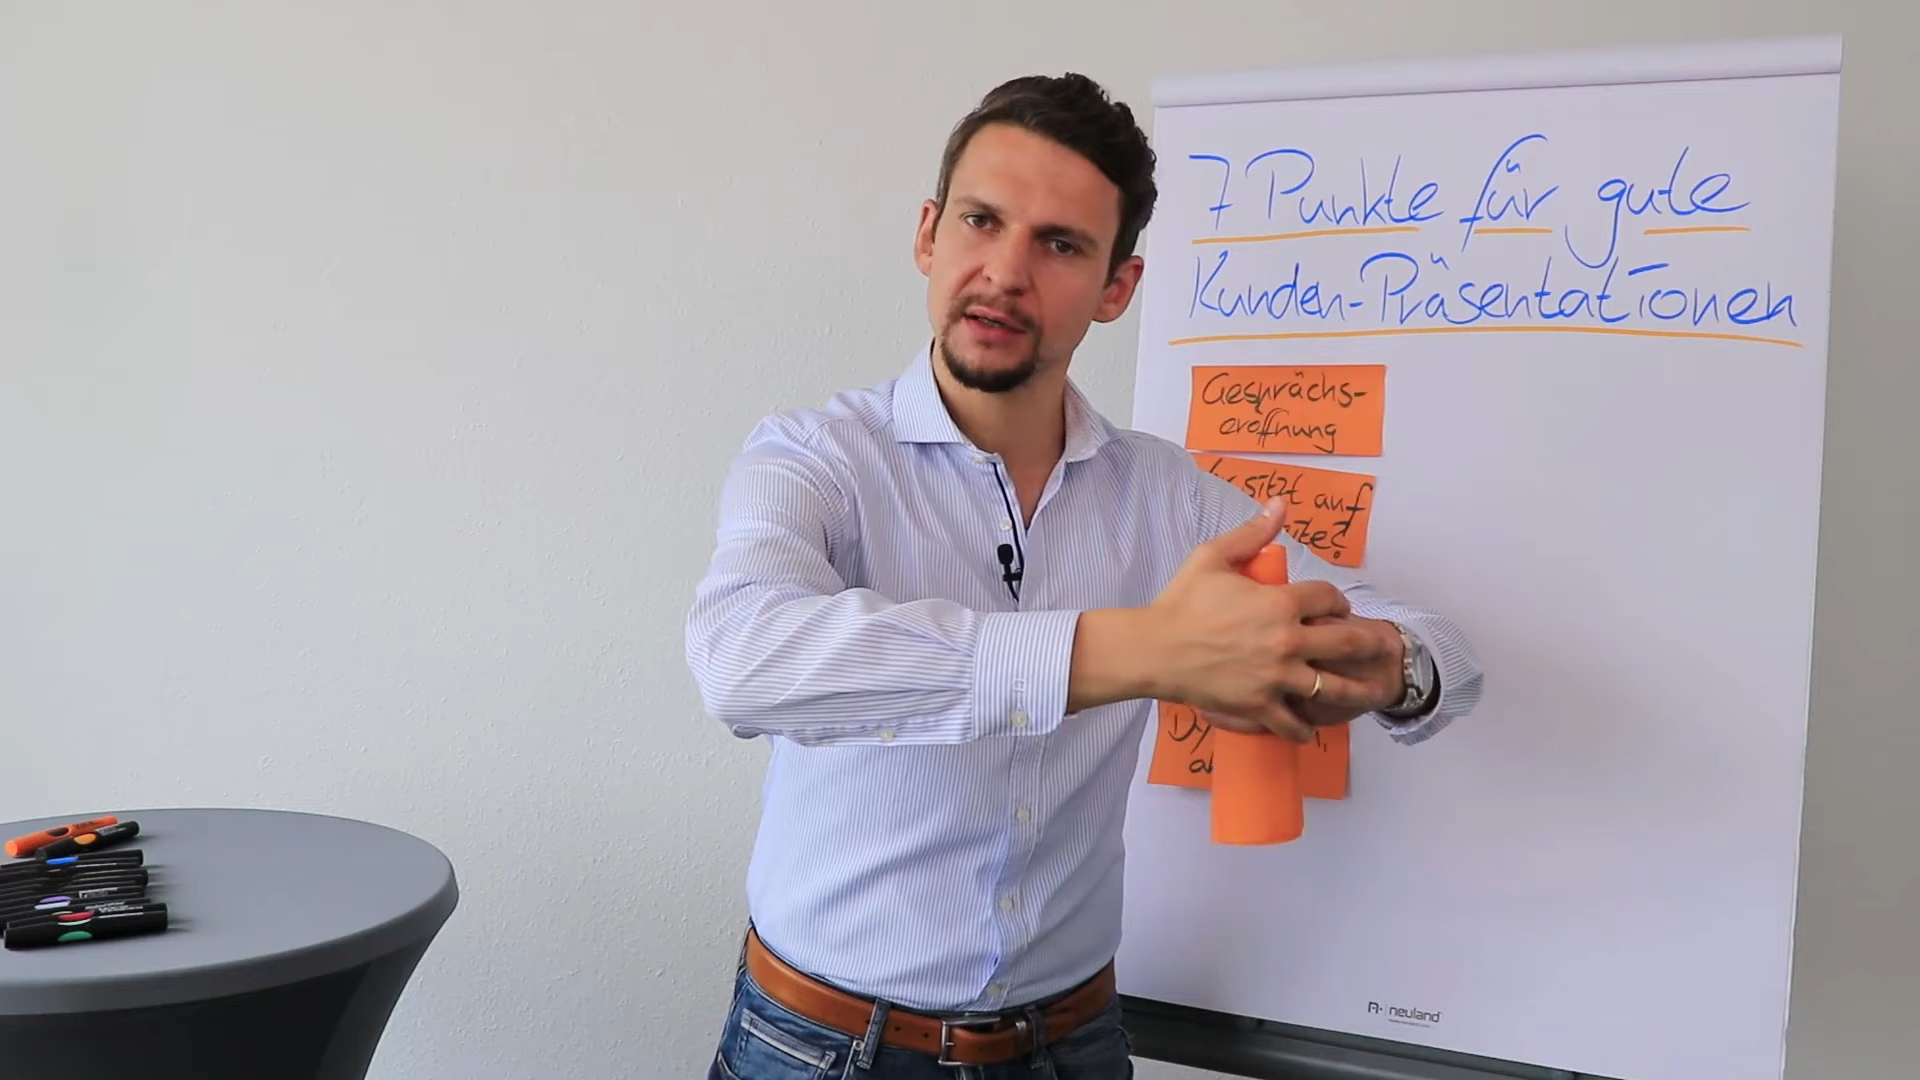 7 Punkte für gute
Kunden-Präsentationen
Gesprächs-
eröffnung
sitzt auf
neuland